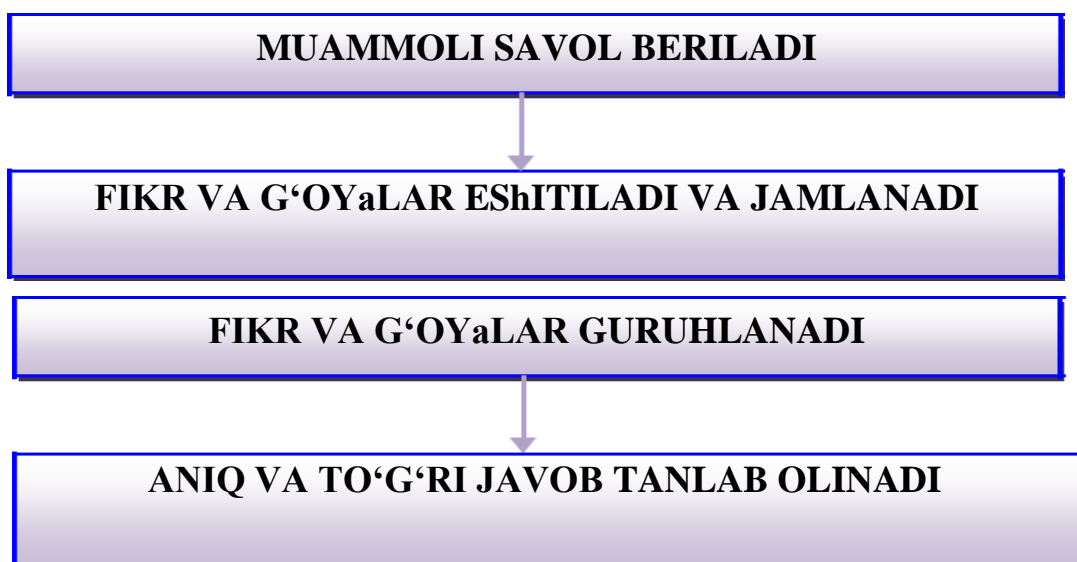 MUAMMOLI SAVOL BERILADI
FIKR VA G‘OYaLAR EShITILADI VA JAMLANADI
FIKR VA G‘OYaLAR GURUHLANADI
ANIQ VA TO‘G‘RI JAVOB TANLAB OLINADI